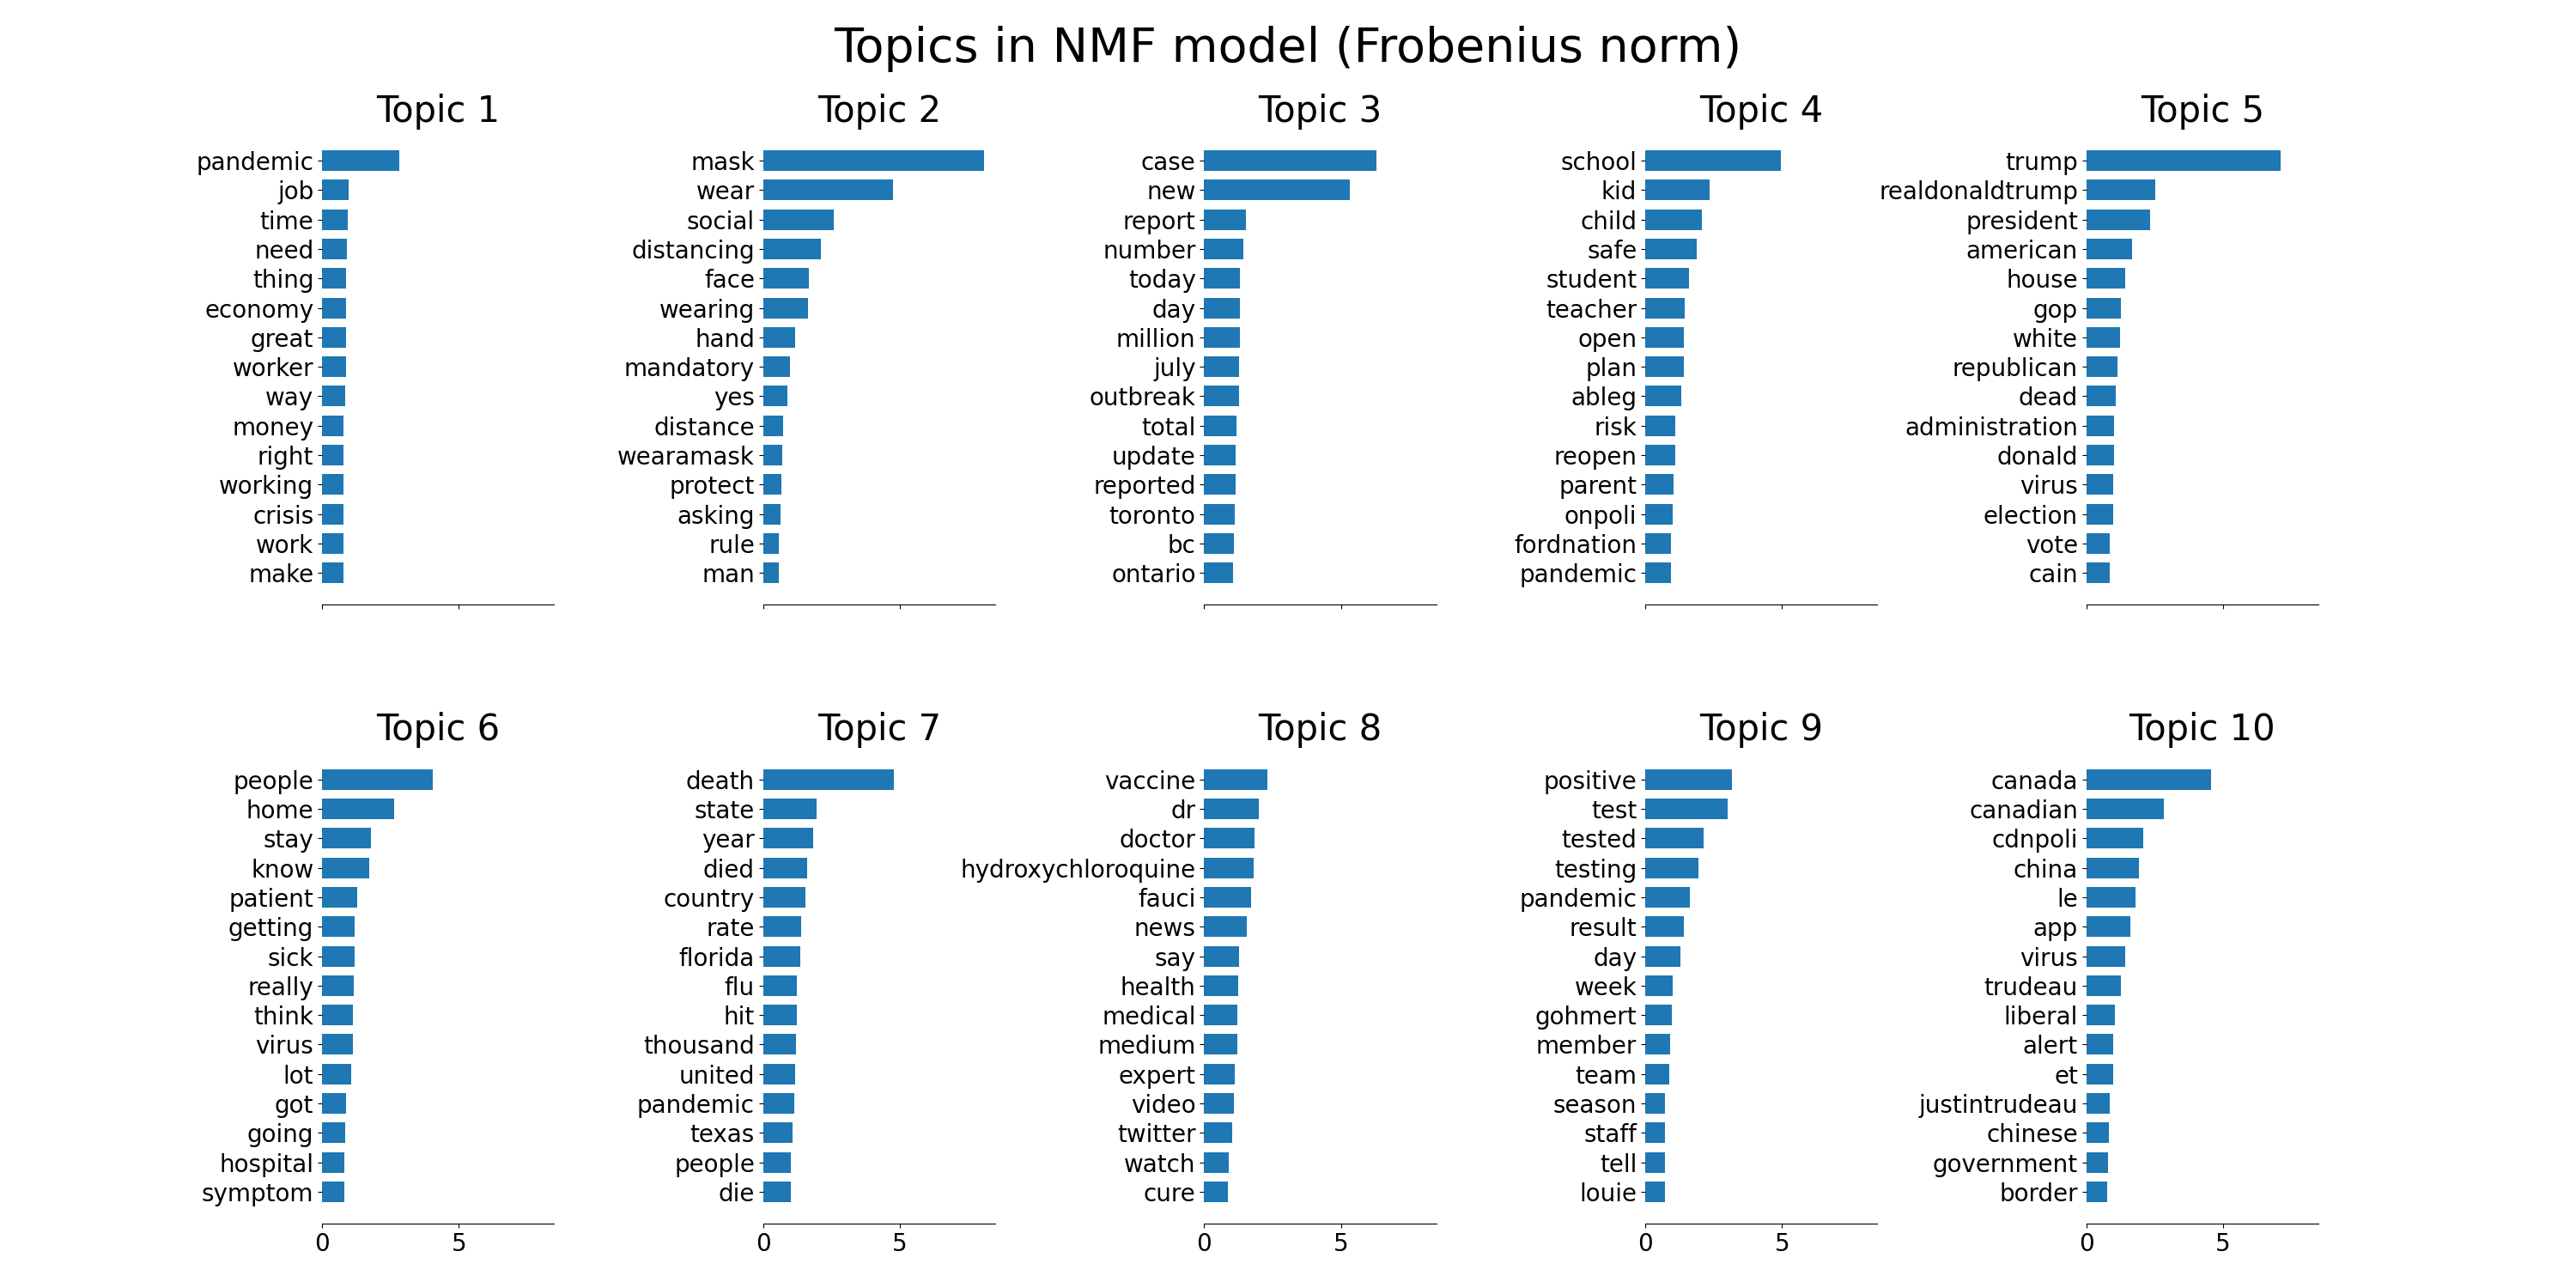 Topics in NMF model (Frobenius norm)
Topic 1
pandemic
job
time
need
thing
economy
great
worker
way
money
right
working
crisis
work
make
Topic 2
mask
wear
social
distancing
face
wearing
hand
mandatory
yes
distance
wearamask
protect
asking
rule
man
Topic 3
case
new
report
number
today
day
million
july
outbreak
total
update
reported
toronto
bc
ontario
Topic 4
school
kid
child
safe
student
teacher
open
plan
ableg
risk
reopen
parent
onpoli
fordnation
pandemic
Topic 5
trump
realdonaldtrump
president
american
house
gop
white
republican
dead
administration
donald
virus
election
vote
cain
Topic 6
people
home
stay
know
patient
getting
sick
really
think
virus
lot
got
going
hospital
symptom
0 5
Topic 7
death
state
year
died
country
rate
florida
flu
hit
thousand
united
pandemic
texas
people
die
0 5
Topic 8
vaccine
dr
doctor
hydroxychloroquine
fauci
news
say
health
medical
medium
expert
video
twitter
watch
cure
0 5
Topic 9
positive
test
tested
testing
pandemic
result
day
week
gohmert
member
team
season
staff
tell
louie
0 5
Topic 10
canada
canadian
cdnpoli
china
le
app
virus
trudeau
liberal
alert
et
justintrudeau
chinese
government
border
0 5